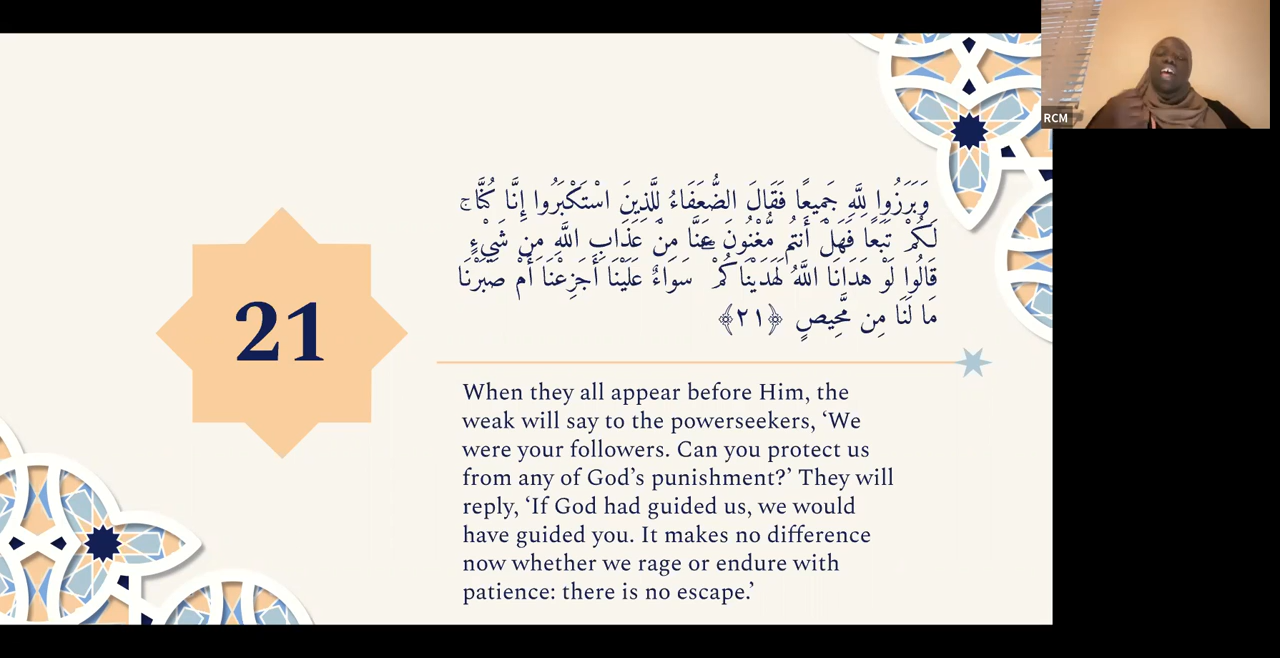 وَبَرَزُوا لِلَّهِ جَمِيعًا فَقَالَ الضُّعَفَاءُ لِلَّذِينَ اسْتَكْبَرُوا إِنَّا كُنَّا
لَكُمْ تَبَعًا فَهَلْ أَنتُم مُّغْنُونَ عَنَّا مِنْ عَذَابِ اللَّهِ مِن شَيْءٍ ۚ
قَالُوا لَوْ هَدَانَا اللَّهُ لَهَدَيْنَاكُمْ ۖ سَوَاءٌ عَلَيْنَا أَجَزِعْنَا أَمْ صَبَرْنَا
مَا لَنَا مِن مَّحِيصٍ ﴿٢١﴾
21
When they all appear before Him, the
weak will say to the powerseekers, ‘We
were your followers. Can you protect us
from any of God’s punishment?’ They will
reply, ‘If God had guided us, we would
have guided you. It makes no difference
now whether we rage or endure with
patience: there is no escape.’
RCM